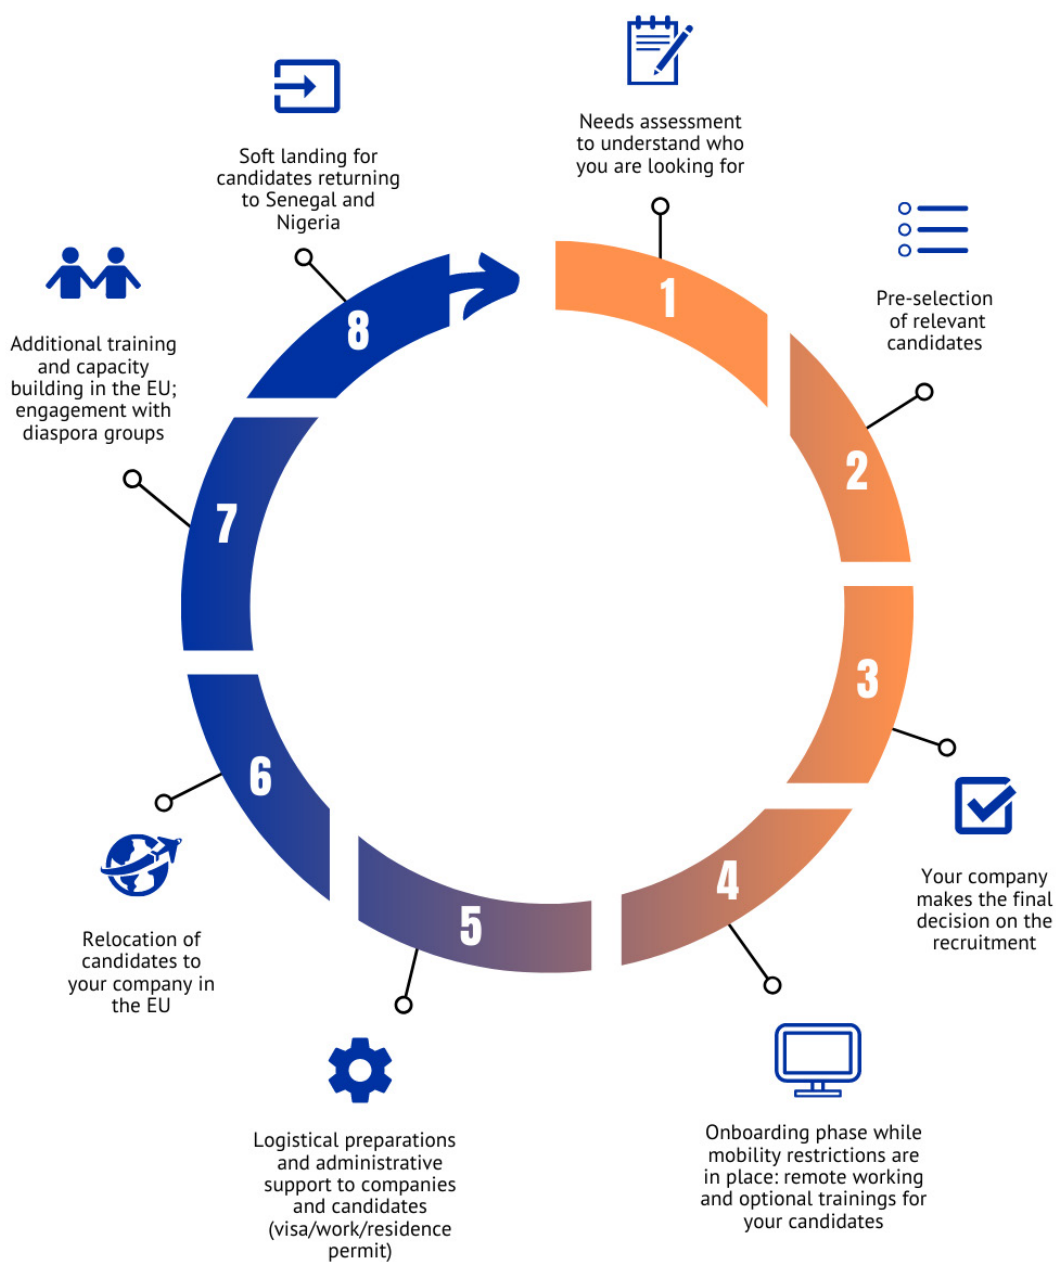 1
Needs assessment
to understand who
you are looking for
2
Pre-selection
of relevant
candidates
3
Your company
makes the final
decision on the
recruitment
4
Onboarding phase while
mobility restrictions are
in place: remote working
and optional trainings for
your candidates
5
Logistical preparations
and administrative
support to companies
and candidates
(visa/work/residence
permit)
6
Relocation of
candidates to
your company in
the EU
7
Additional training
and capacity
building in the EU;
engagement with
diaspora groups
8
Soft landing for
candidates returning
to Senegal and
Nigeria